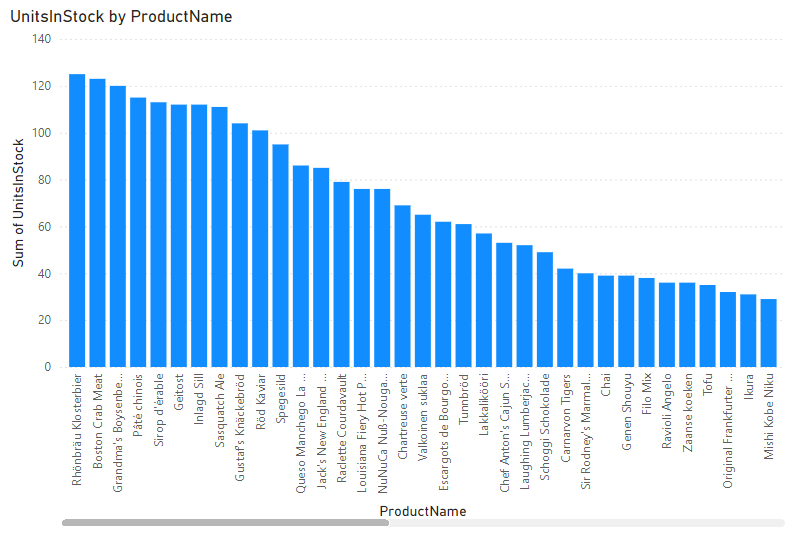 UnitsInStock by ProductName
140
120
100
80
60
40
20
0
Sum of UnitsInStock
Rhönbräu Klosterbier
Boston Crab Meat
Grandma's Boysenbe...
Pâté chinois
Sirop d'érable
Geitost
Inlagd Sill
Sasquatch Ale
Gustaf's Knäckebröd
Röd Kaviar
Spegesild
Queso Manchego La ...
Jack's New England ...
Raclette Courdavault
Louisiana Fiery Hot P...
NuNuCa Nuß-Nouga...
Chartreuse verte
Valkoinen suklaa
Escargots de Bourgo...
Tunnbröd
Lakkalikööri
Chef Anton's Cajun S...
Laughing Lumberjac...
Schoggi Schokolade
Carnarvon Tigers
Sir Rodney's Marmal...
Chai
Genen Shouyu
Filo Mix
Ravioli Angelo
Zaanse koeken
Tofu
Original Frankfurter ...
Ikura
Mishi Kobe Niku
ProductName